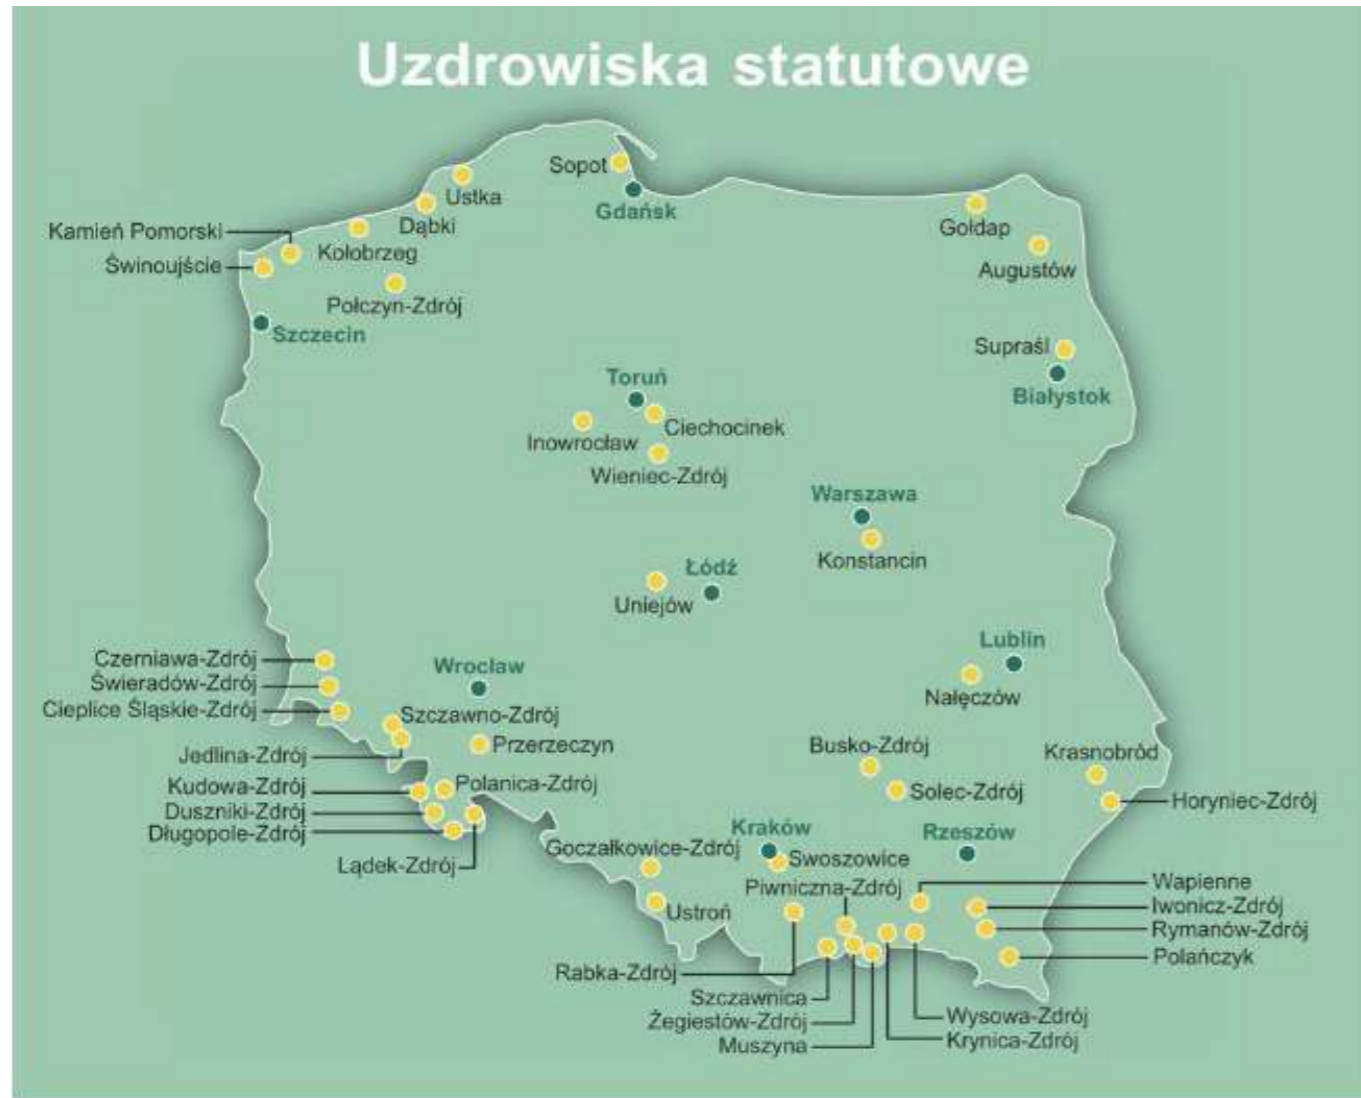 Uzdrowiska statutowe
Sopot
Ustka
Gdańsk
Dąbki
Gołdap
Kamień Pomorski
Kołobrzeg
Augustów
Świnoujście
Połczyn-Zdrój
Szczecin
Supraśl
Toruń
Białystok
Ciechocinek
Inowrocław
Wieniec-Zdrój
Warszawa
Konstancin
Łódź
Uniejów
Lublin
Czerniawa-Zdrój
Wrocław
Świeradów-Zdrój
Nałęczów
Cieplice Śląskie-Zdrój
Szczawno-Zdrój
Przerzeczyn
Busko-Zdrój
Krasnobród
Jedlina-Zdrój
Kudowa-Zdrój
Polanica-Zdrój
Solec-Zdrój
Horyniec-Zdrój
Duszniki-Zdrój
Długopole-Zdrój
Kraków
Rzeszów
Goczałkowice-Zdrój
Swoszowice
Lądek-Zdrój
Piwniczna-Zdrój
Wapienne
Iwonicz-Zdrój
Ustroń
Rymanów-Zdrój
Polańczyk
Rabka-Zdrój
Szczawnica
Wysowa-Zdrój
Żegiestów-Zdrój
Krynica-Zdrój
Muszyna